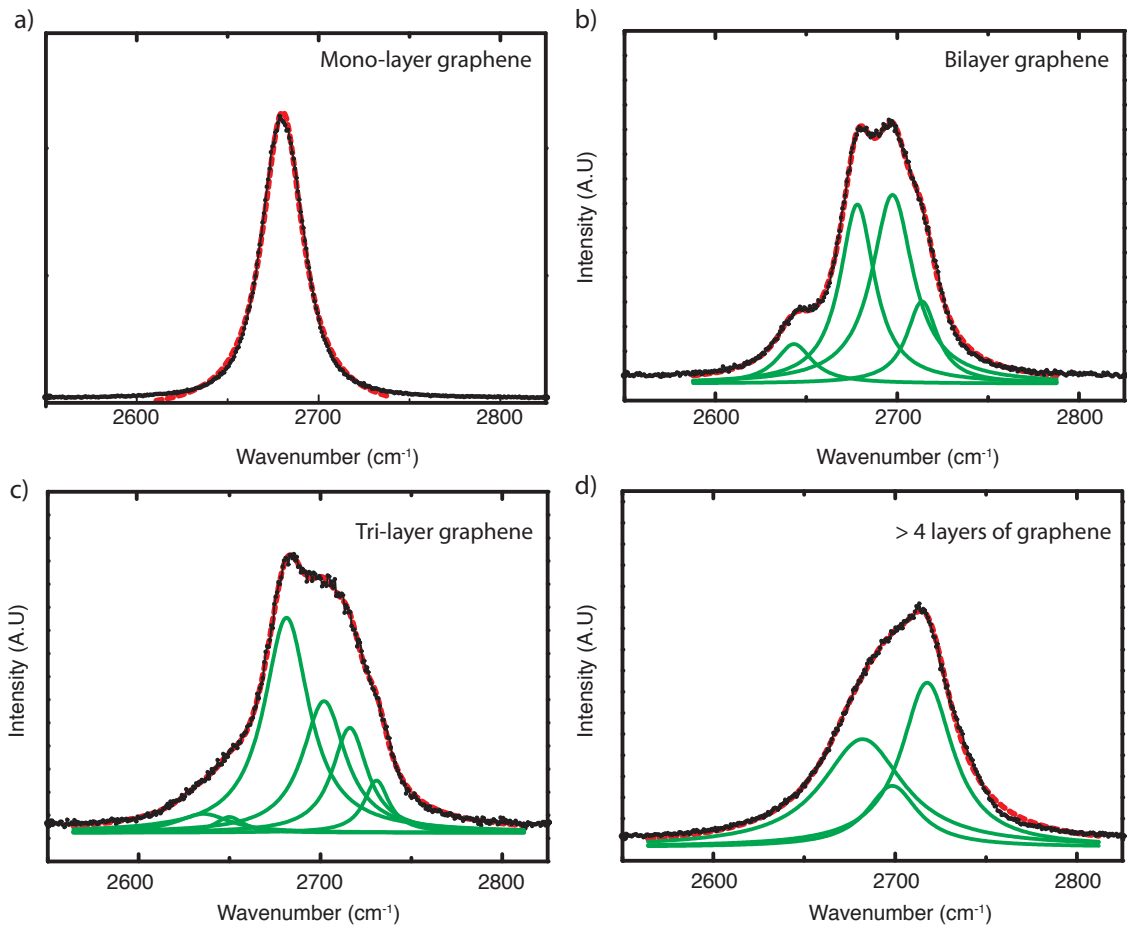 a)
Mono-layer graphene
2600 2700 2800
Wavenumber (cm⁻¹)
b)
Bilayer graphene
Intensity (A.U)
2600 2700 2800
Wavenumber (cm⁻¹)
c)
Tri-layer graphene
Intensity (A.U)
2600 2700 2800
Wavenumber (cm⁻¹)
d)
> 4 layers of graphene
Intensity (A.U)
2600 2700 2800
Wavenumber (cm⁻¹)